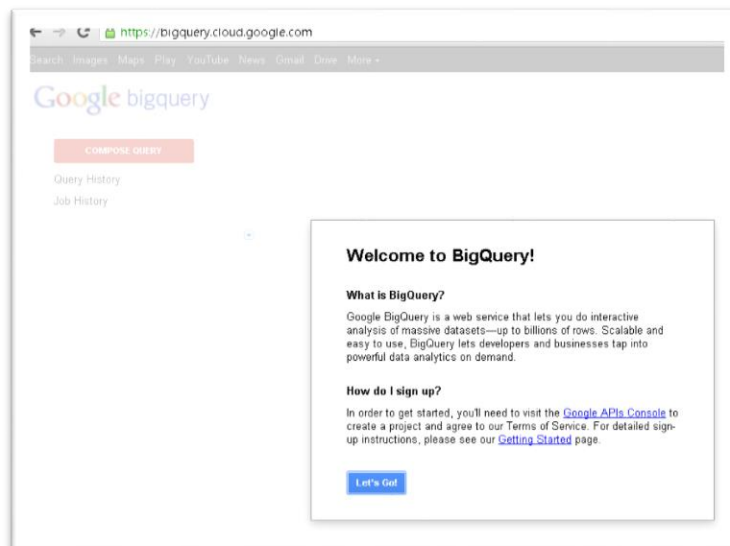 https://bigquery.cloud.google.com
Search Images Maps Play YouTube News Gmail Drive More
Google bigquery
COMPOSE QUERY
Query History
Job History
Welcome to BigQuery!
What is BigQuery?
Google BigQuery is a web service that lets you do interactive
analysis of massive datasets—up to billions of rows. Scalable and
easy to use, BigQuery lets developers and businesses tap into
powerful data analytics on demand.
How do I sign up?
In order to get started, you'll need to visit the Google APIs Console to
create a project and agree to our Terms of Service. For detailed sign-
up instructions, please see our Getting Started page.
Let's Go!